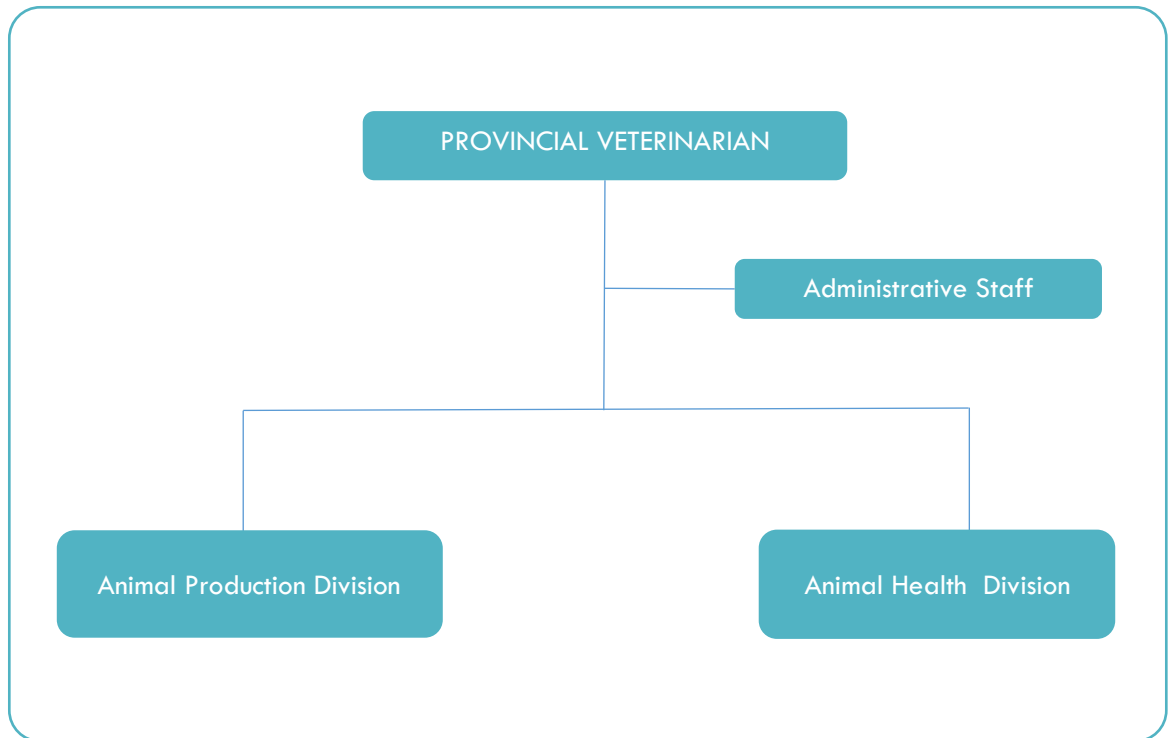 PROVINCIAL VETERINARIAN
Administrative Staff
Animal Production Division
Animal Health Division